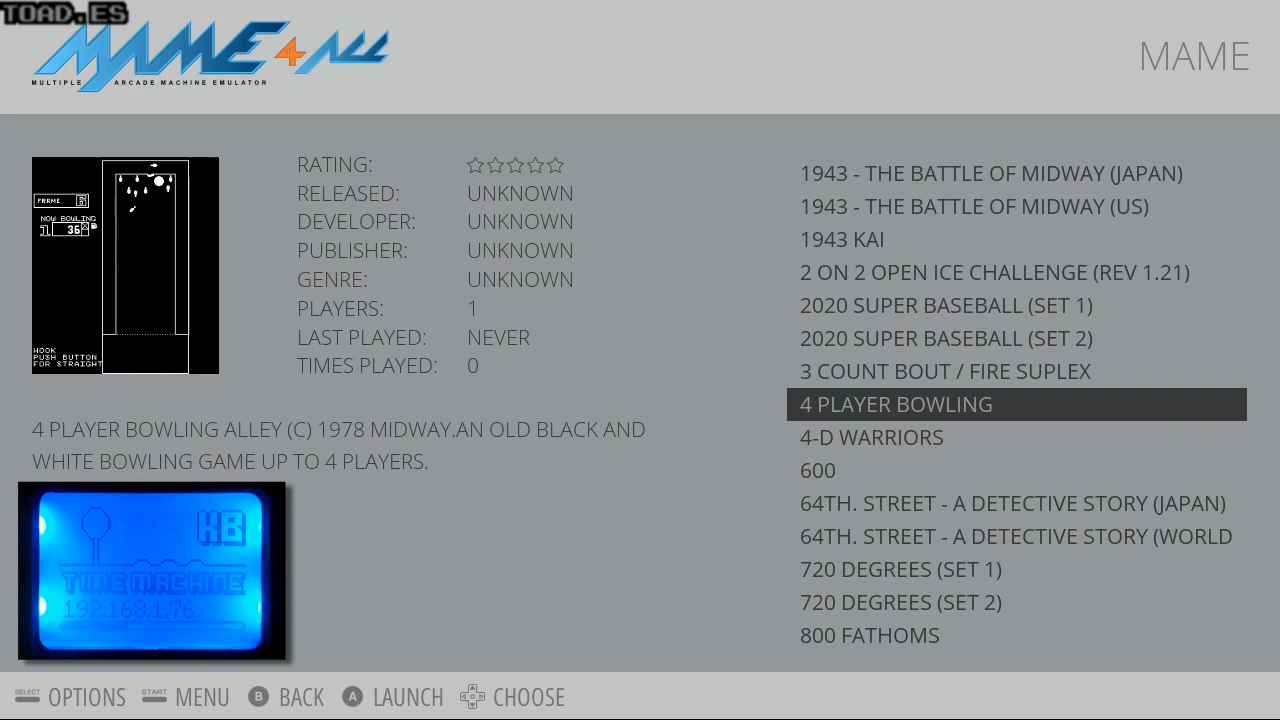 TOAD.ES
MAME 4 ALL
MULTIPLE ARCADE MACHINE EMULATOR
MAME
FRAME
NOW BOWLING
1 36
HOOK
PUSH BUTTON
FOR STRAIGHT
RATING:
RELEASED: UNKNOWN
DEVELOPER: UNKNOWN
PUBLISHER: UNKNOWN
GENRE: UNKNOWN
PLAYERS: 1
LAST PLAYED: NEVER
TIMES PLAYED: 0
4 PLAYER BOWLING ALLEY (C) 1978 MIDWAY.AN OLD BLACK AND
WHITE BOWLING GAME UP TO 4 PLAYERS.
KB
TIME MACHINE
192.168.1.76
1943 - THE BATTLE OF MIDWAY (JAPAN)
1943 - THE BATTLE OF MIDWAY (US)
1943 KAI
2 ON 2 OPEN ICE CHALLENGE (REV 1.21)
2020 SUPER BASEBALL (SET 1)
2020 SUPER BASEBALL (SET 2)
3 COUNT BOUT / FIRE SUPLEX
4 PLAYER BOWLING
4-D WARRIORS
600
64TH. STREET - A DETECTIVE STORY (JAPAN)
64TH. STREET - A DETECTIVE STORY (WORLD
720 DEGREES (SET 1)
720 DEGREES (SET 2)
800 FATHOMS
SELECT OPTIONS START MENU B BACK A LAUNCH CHOOSE